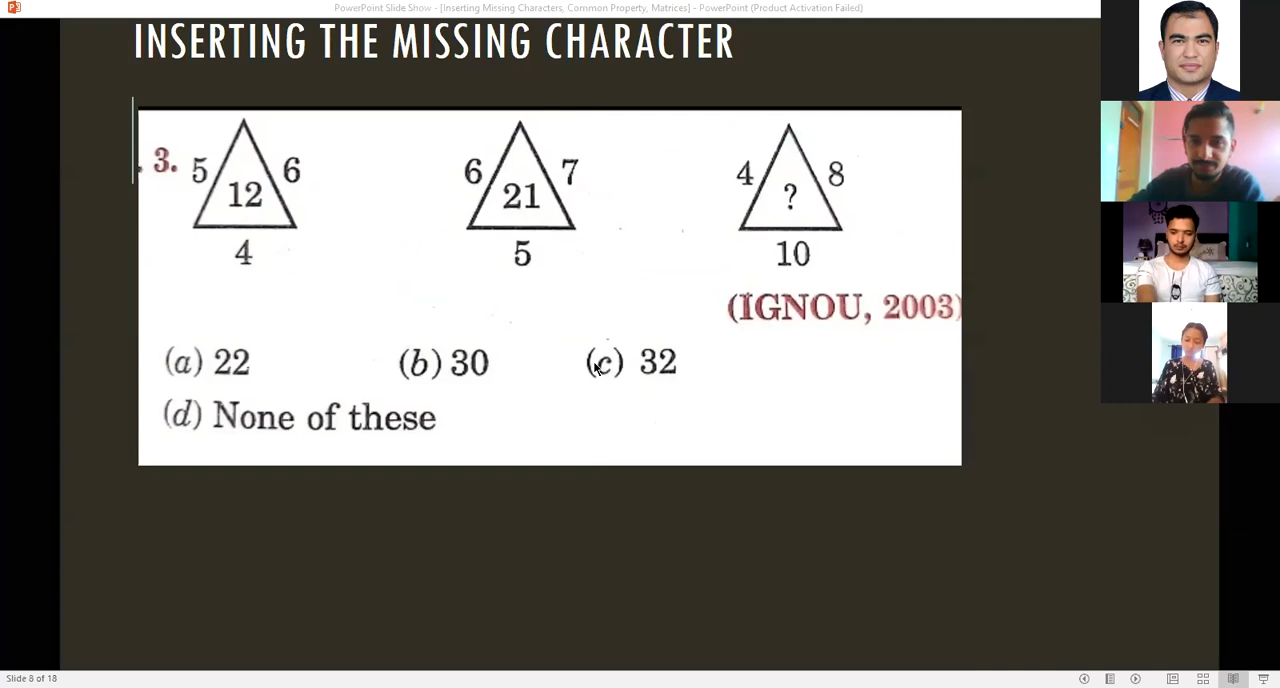 PowerPoint Slide Show - [Inserting Missing Characters, Common Property, Matrices] - PowerPoint (Product Activation Failed)
INSERTING THE MISSING CHARACTER
3. 5 6 6 7 4 8
12 21 ?
4 5 10
(IGNOU, 2003)
(a) 22 (b) 30 (c) 32
(d) None of these
Slide 8 of 18